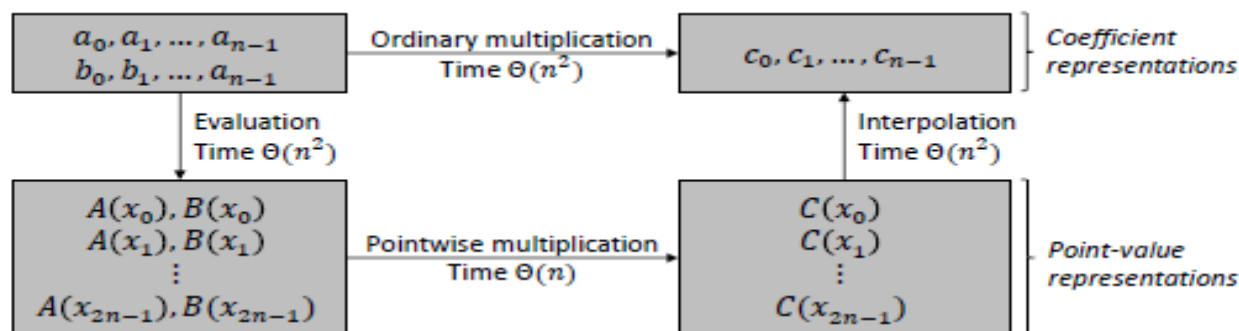 a₀, a₁, ..., aₙ₋₁
b₀, b₁, ..., aₙ₋₁
Ordinary multiplication
Time Θ(n²)
c₀, c₁, ..., cₙ₋₁
Coefficient
representations
Evaluation
Time Θ(n²)
Interpolation
Time Θ(n²)
A(x₀), B(x₀)
A(x₁), B(x₁)
⋮
A(x₂ₙ₋₁), B(x₂ₙ₋₁)
Pointwise multiplication
Time Θ(n)
C(x₀)
C(x₁)
⋮
C(x₂ₙ₋₁)
Point-value
representations